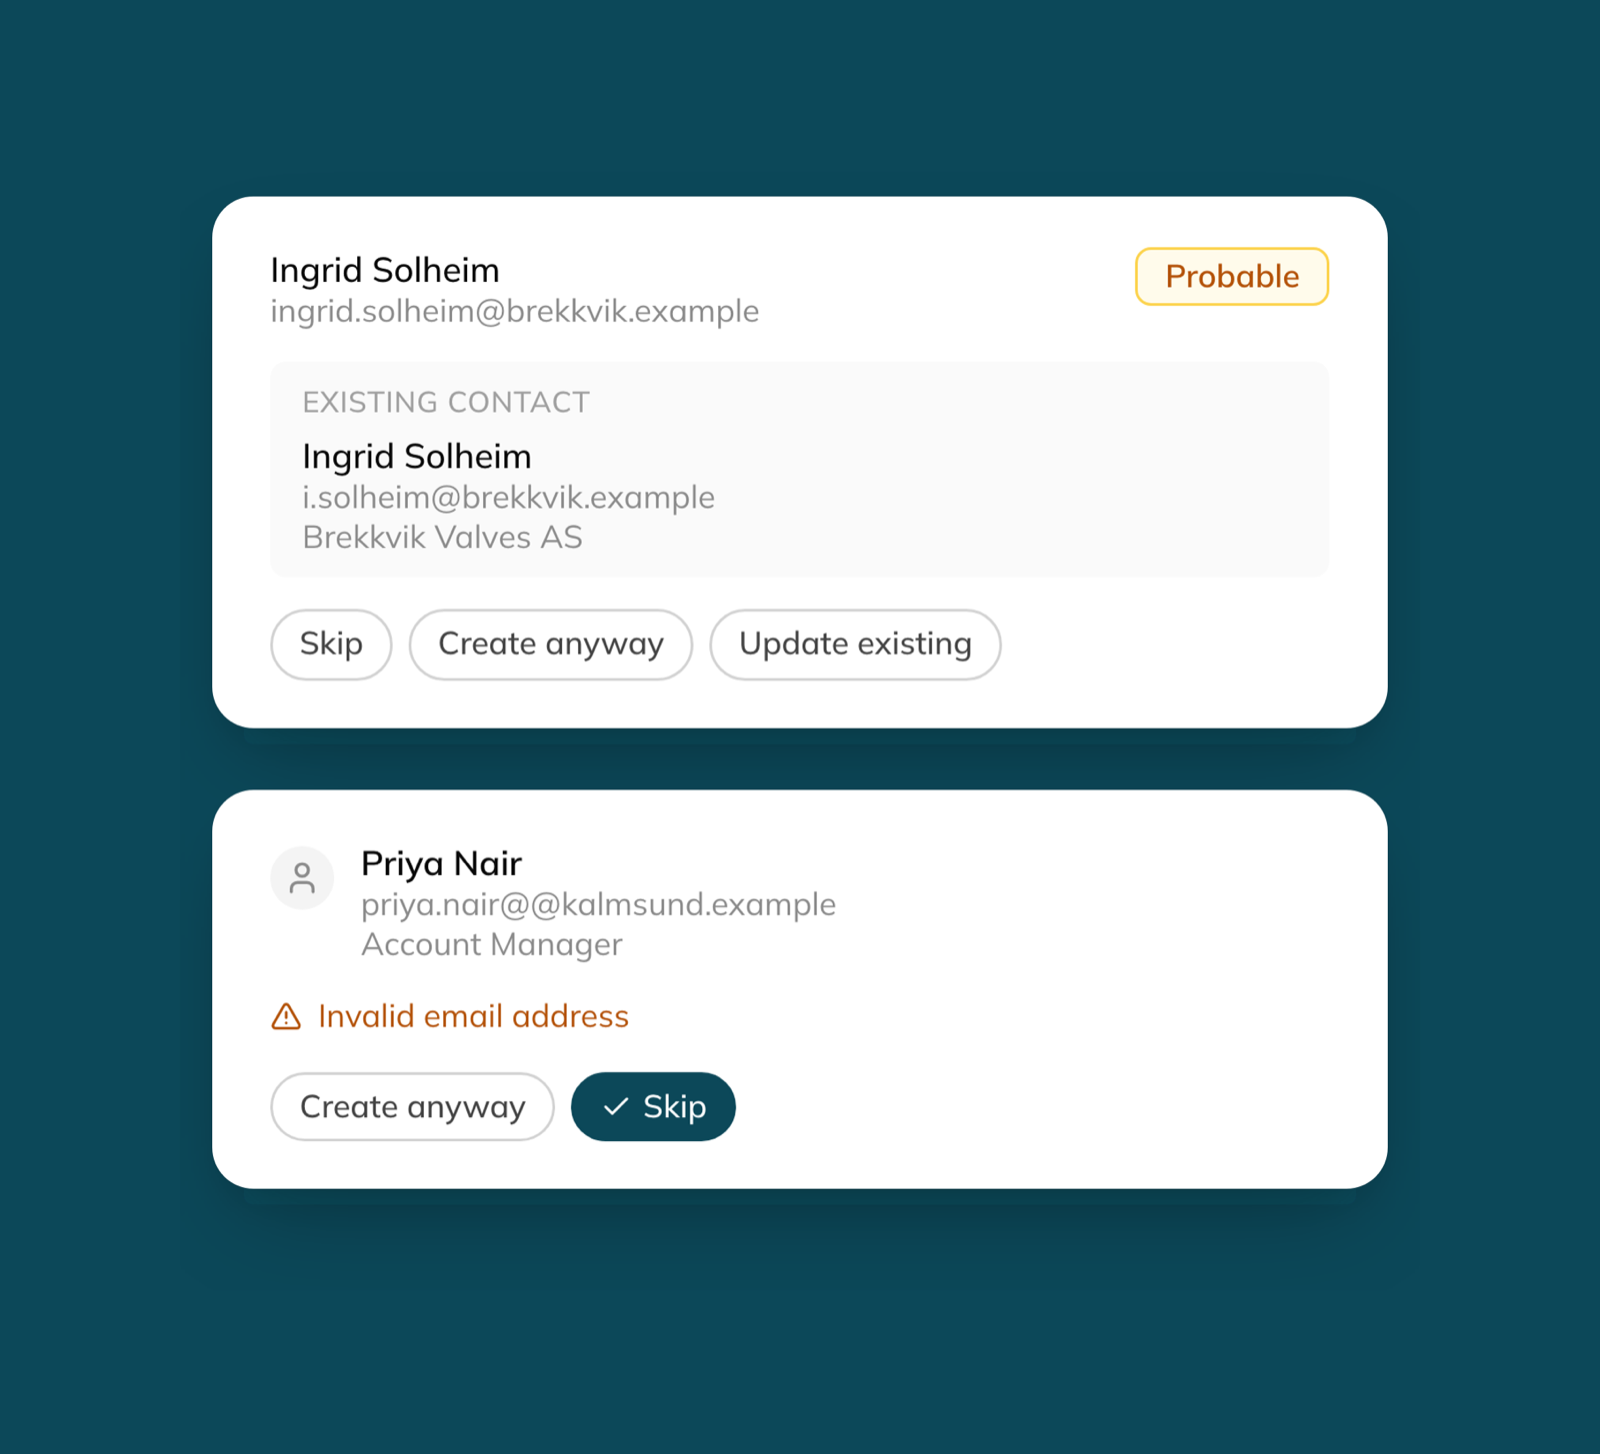 Ingrid Solheim
Probable
ingrid.solheim@brekkvik.example
EXISTING CONTACT
Ingrid Solheim
i.solheim@brekkvik.example
Brekkvik Valves AS
Skip
Create anyway
Update existing
Priya Nair
priya.nair@@kalmsund.example
Account Manager
Invalid email address
Create anyway
Skip